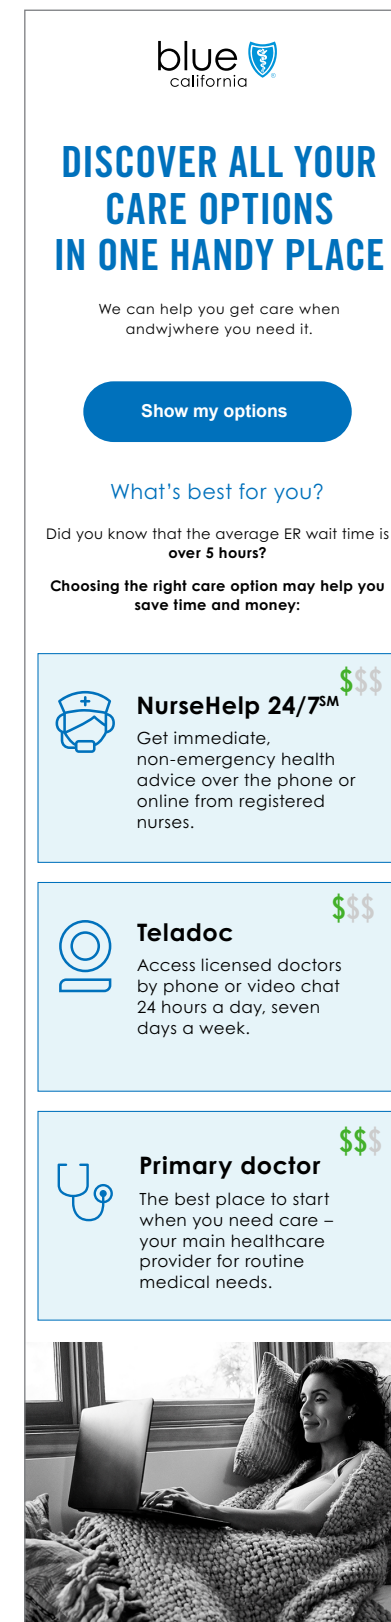 blue
california
DISCOVER ALL YOUR
CARE OPTIONS
IN ONE HANDY PLACE
We can help you get care when
andwjwhere you need it.
Show my options
What's best for you?
Did you know that the average ER wait time is
over 5 hours?
Choosing the right care option may help you
save time and money:
$$$
NurseHelp 24/7SM
Get immediate,
non-emergency health
advice over the phone or
online from registered
nurses.
$$$
Teladoc
Access licensed doctors
by phone or video chat
24 hours a day, seven
days a week.
$$$
Primary doctor
The best place to start
when you need care –
your main healthcare
provider for routine
medical needs.